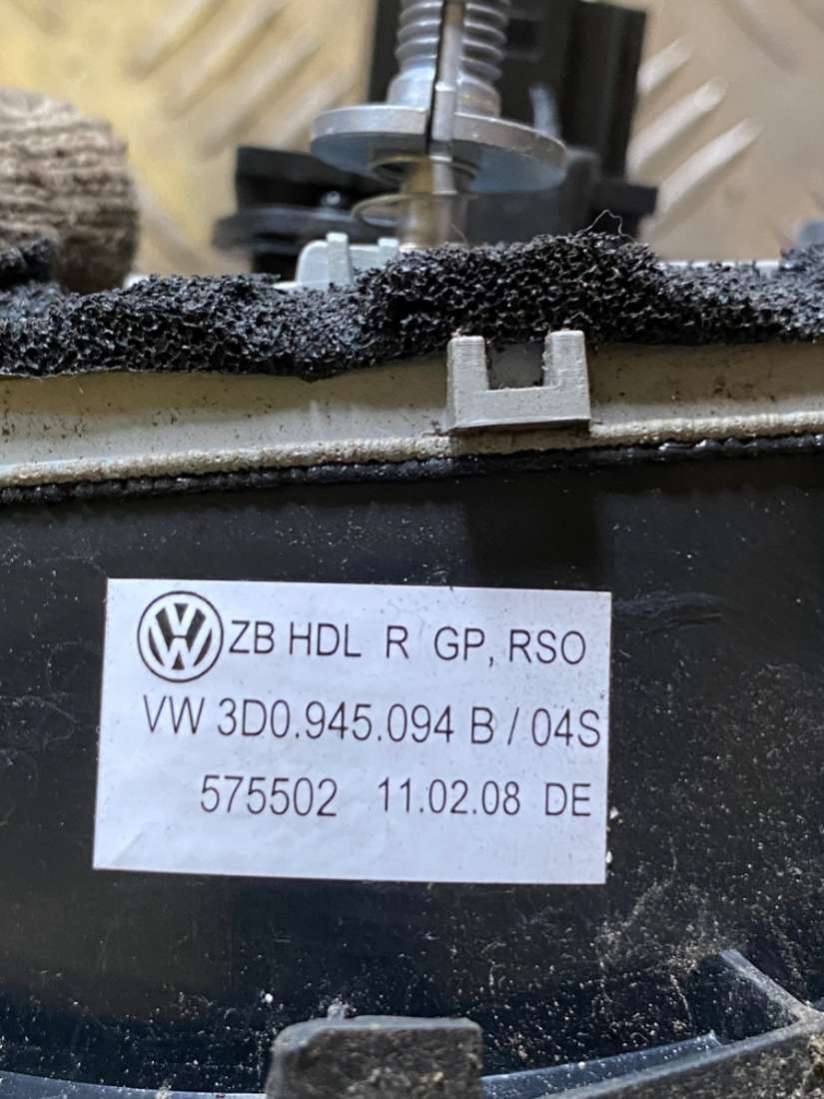 ZB HDL R GP, RSO
VW 3D0.945.094 B / 04S
575502 11.02.08 DE